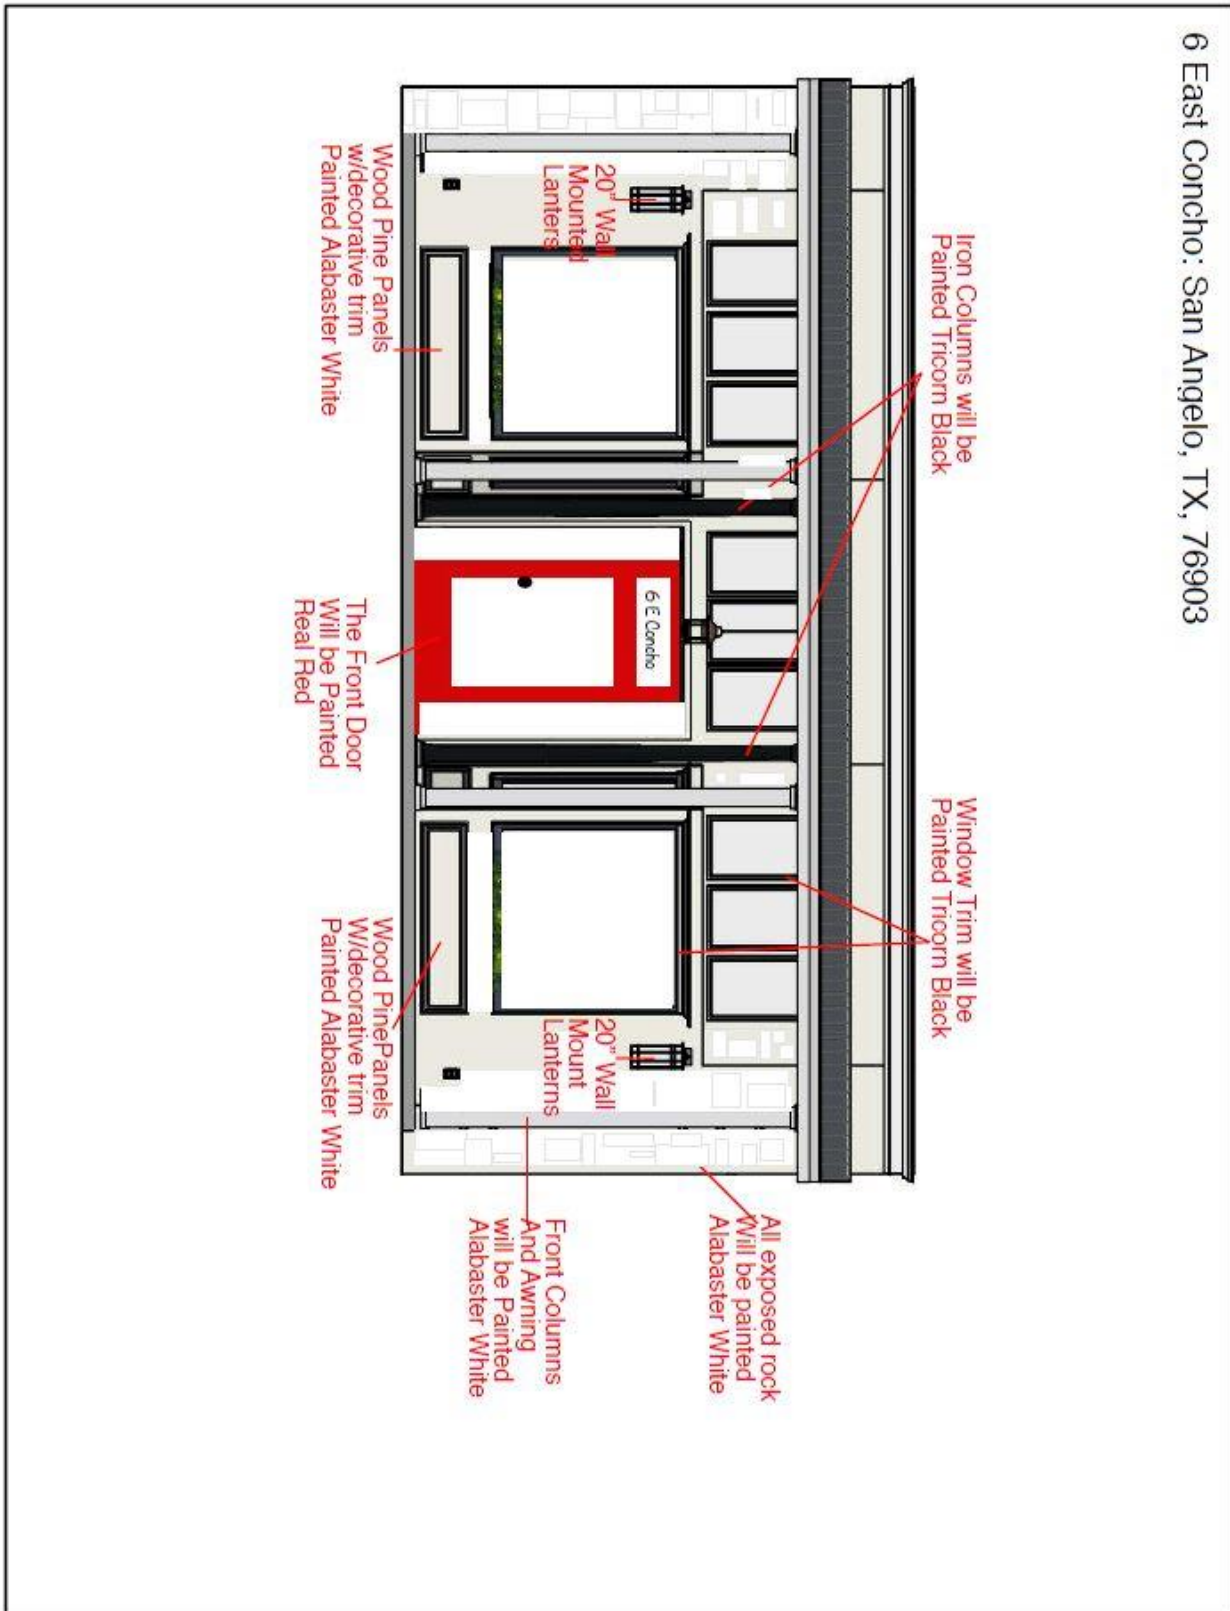 6 East Concho: San Angelo, TX, 76903
Iron Columns will be
Painted Tricorn Black
Window Trim will be
Painted Tricorn Black
20" Wall
Mounted
Lanters
20" Wall
Mount
Lanterns
6 E Concho
All exposed rock
Will be painted
Alabaster White
Front Columns
And Awning
will be Painted
Alabaster White
Wood Pine Panels
w/decorative trim
Painted Alabaster White
The Front Door
Will be Painted
Real Red
Wood PinePanels
W/decorative trim
Painted Alabaster White